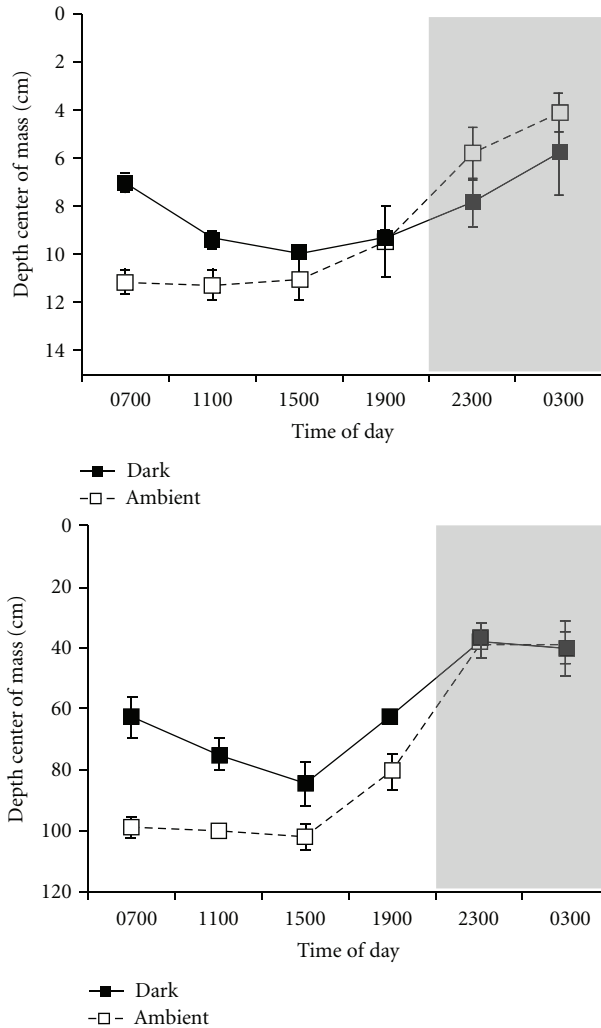 0
2
4
6
8
10
12
14
Depth center of mass (cm)
0700 1100 1500 1900 2300 0300
Time of day
Dark
Ambient
0
20
40
60
80
100
120
Depth center of mass (cm)
0700 1100 1500 1900 2300 0300
Time of day
Dark
Ambient